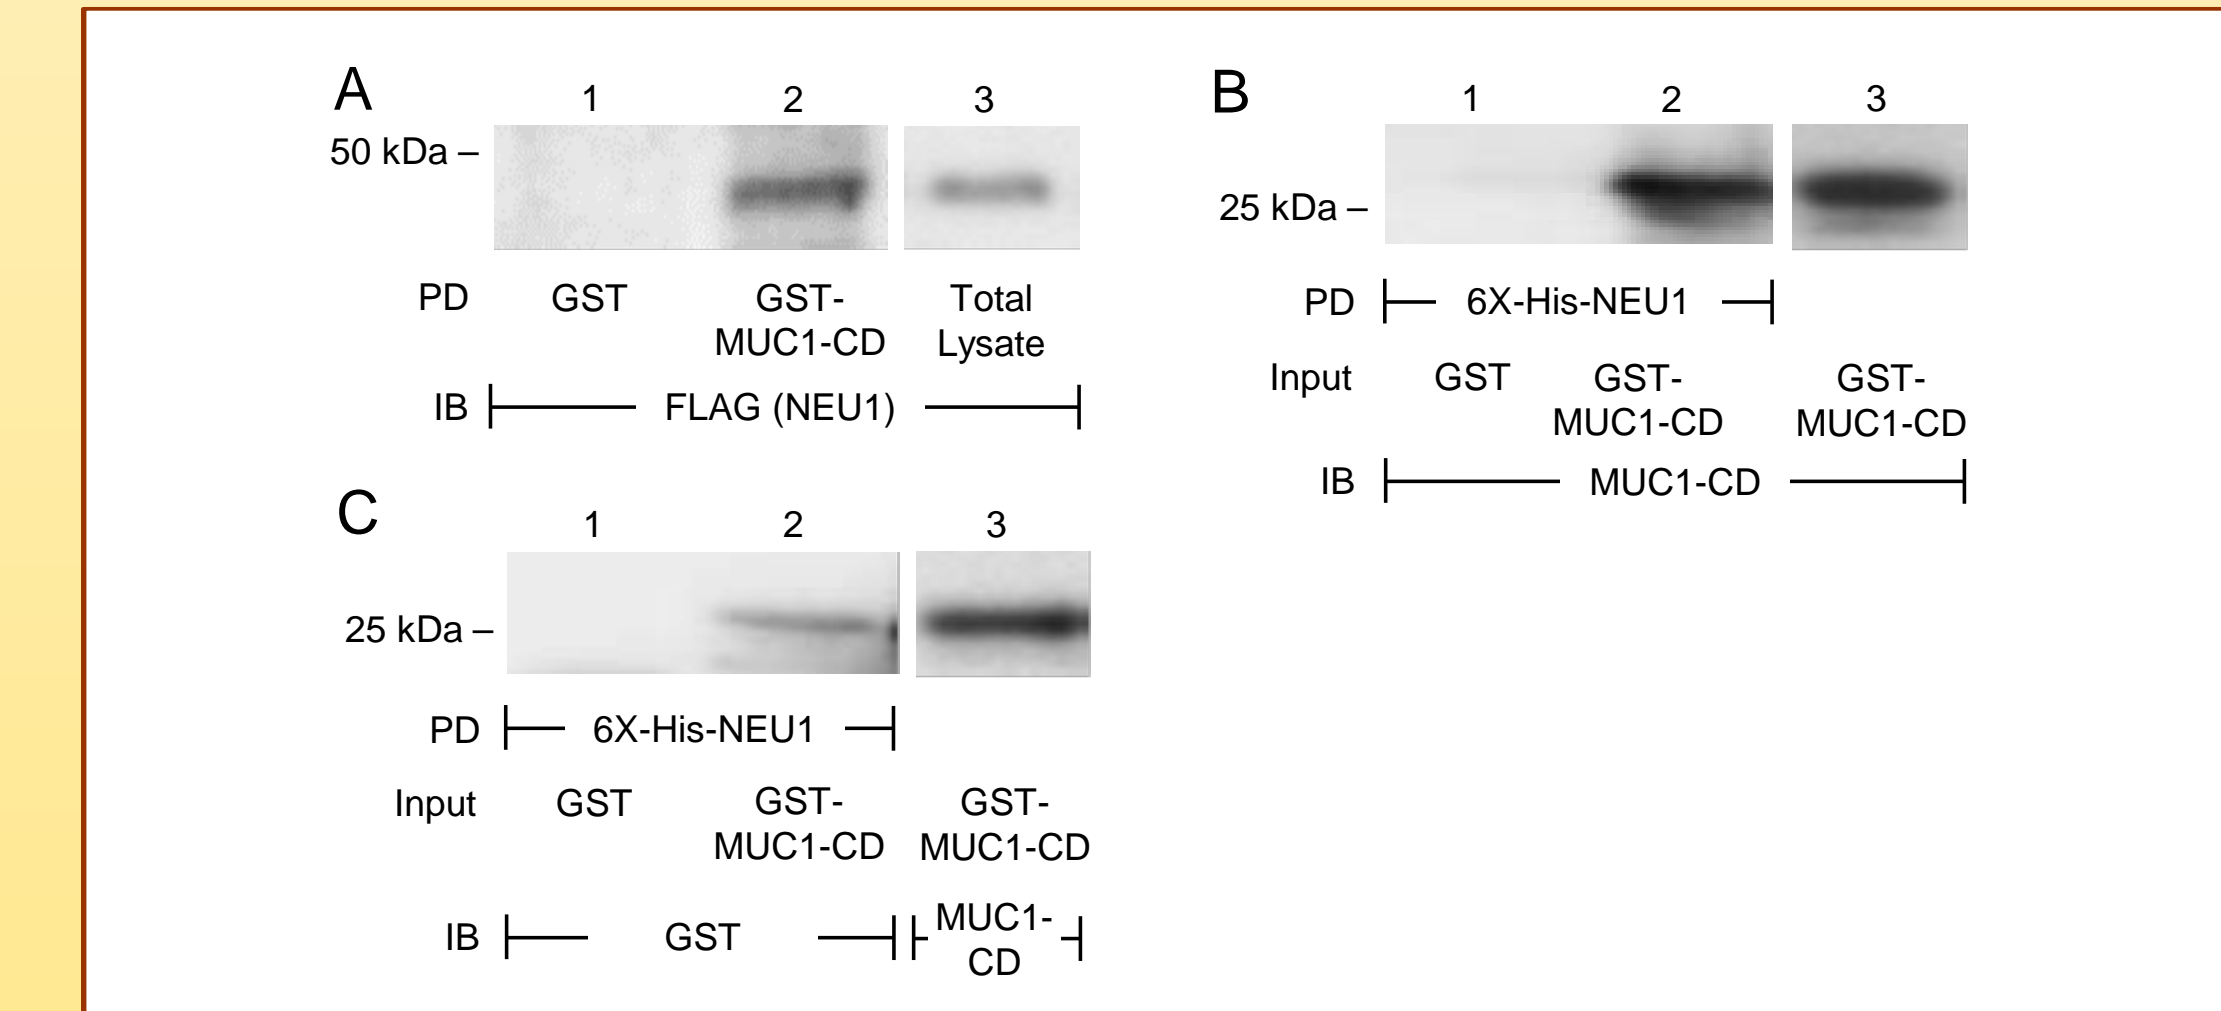 A
1 2 3
50 kDa –
PD GST GST-MUC1-CD Total Lysate
IB FLAG (NEU1)
B
1 2 3
25 kDa –
PD 6X-His-NEU1
Input GST GST-MUC1-CD GST-MUC1-CD
IB MUC1-CD
C
1 2 3
25 kDa –
PD 6X-His-NEU1
Input GST GST-MUC1-CD GST-MUC1-CD
IB GST MUC1-CD